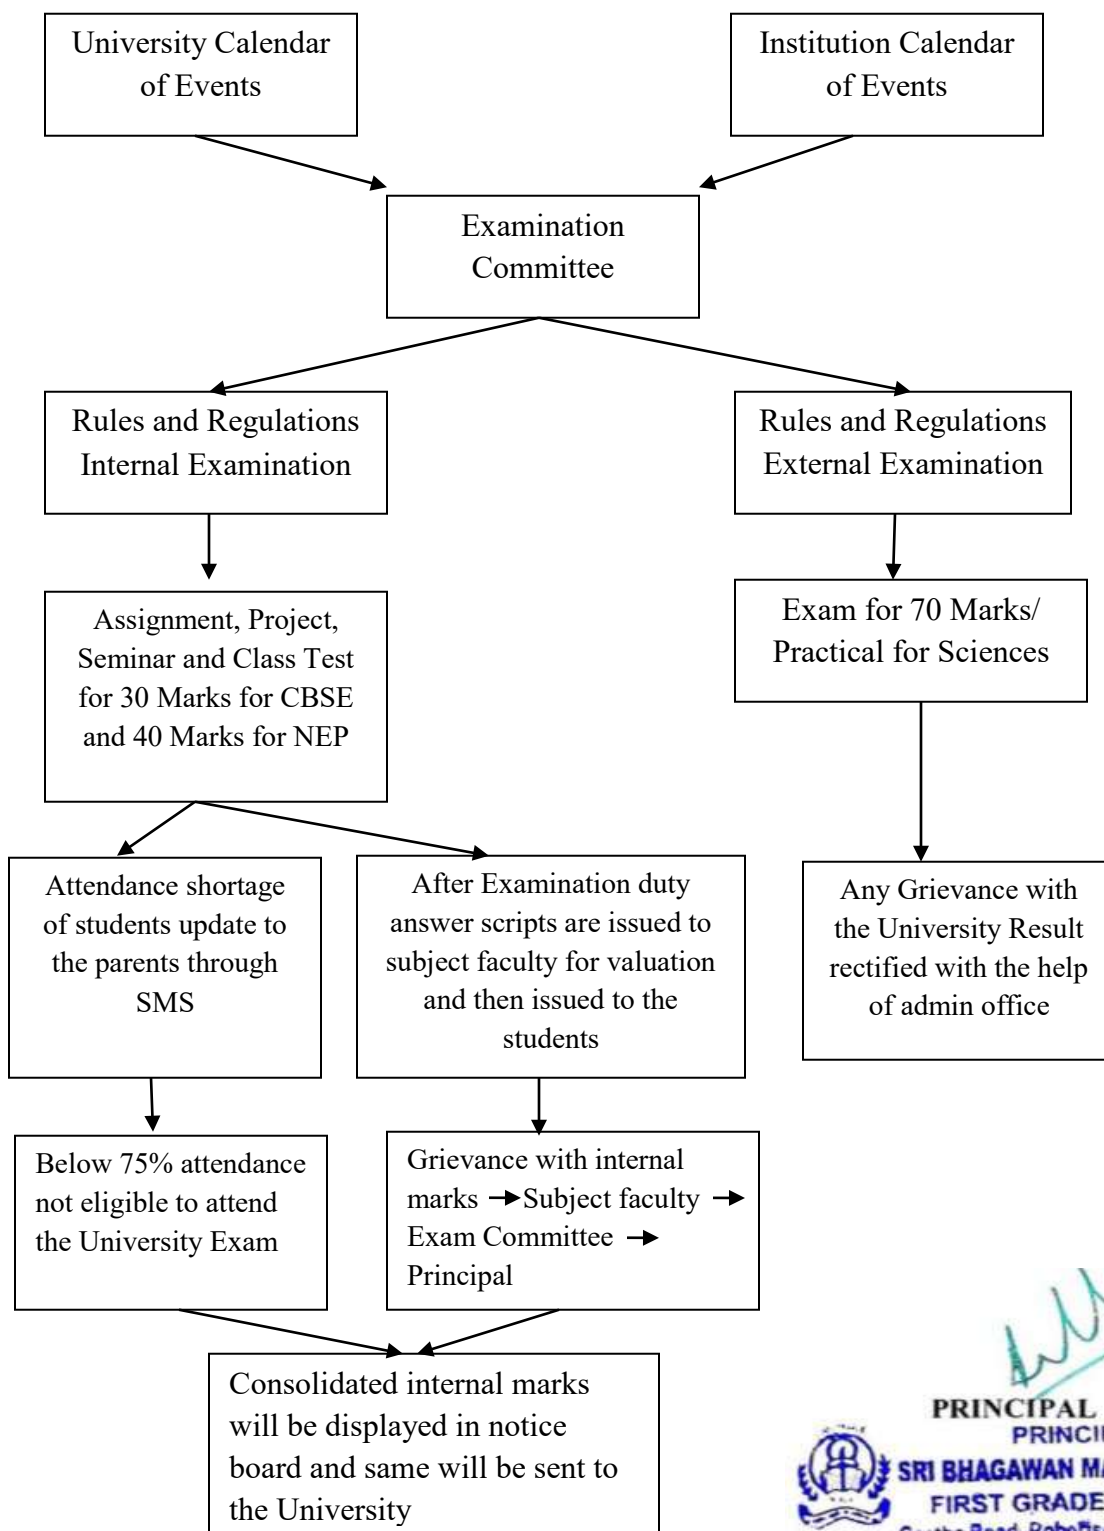 University Calendar
of Events
Institution Calendar
of Events
Examination
Committee
Rules and Regulations
Internal Examination
Rules and Regulations
External Examination
Assignment, Project,
Seminar and Class Test
for 30 Marks for CBSE
and 40 Marks for NEP
Exam for 70 Marks/
Practical for Sciences
Attendance shortage
of students update to
the parents through
SMS
After Examination duty
answer scripts are issued to
subject faculty for valuation
and then issued to the
students
Any Grievance with
the University Result
rectified with the help
of admin office
Below 75% attendance
not eligible to attend
the University Exam
Grievance with internal
marks →Subject faculty →
Exam Committee →
Principal
Consolidated internal marks
will be displayed in notice
board and same will be sent to
the University
PRINCIPAL
SRI BHAGAWAN
FIRST GRADE
Road